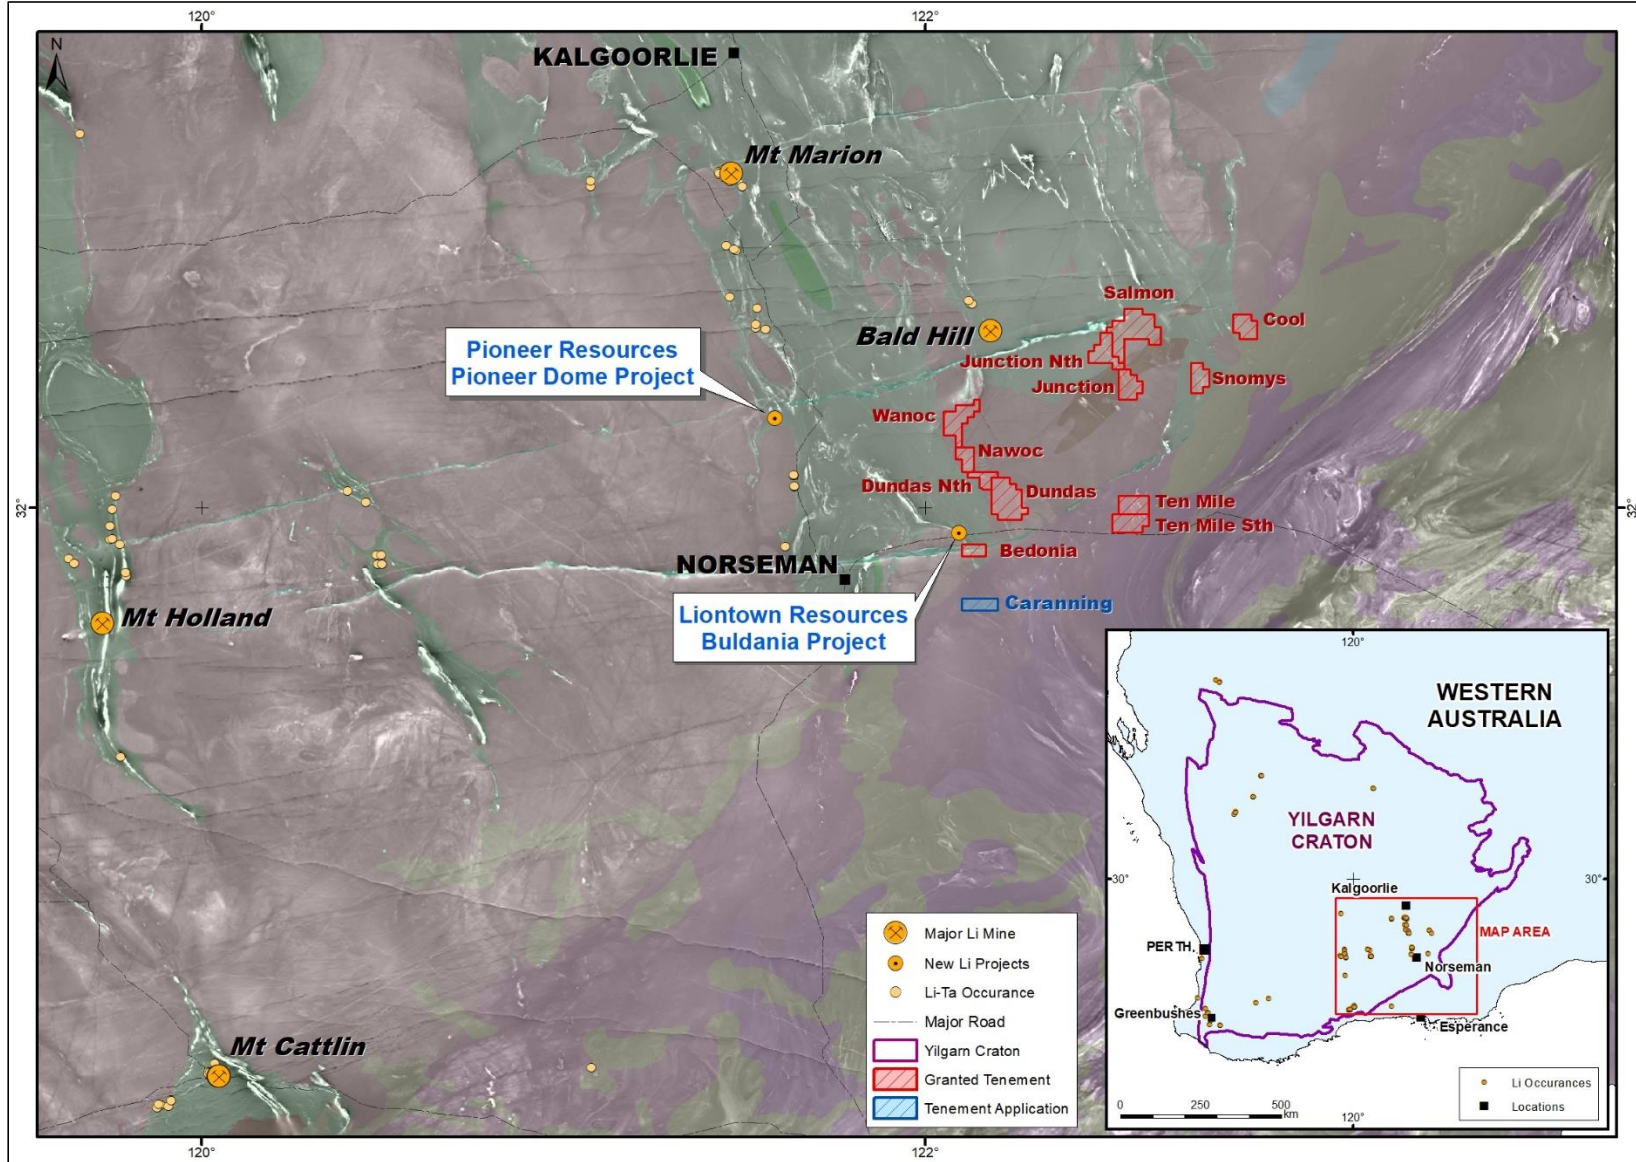 120°
122°
N
KALGOORLIE
Mt Marion
Salmon
Cool
Bald Hill
Pioneer Resources
Pioneer Dome Project
Junction Nth
Junction
Snomys
Wanoc
Nawoc
Dundas Nth
Dundas
Ten Mile
Ten Mile Sth
32°
32°
NORSEMAN
Bedonia
Caranning
Mt Holland
Liontown Resources
Buldania Project
Mt Cattlin
120°
122°
Major Li Mine
New Li Projects
Li-Ta Occurance
Major Road
Yilgarn Craton
Granted Tenement
Tenement Application
120°
WESTERN
AUSTRALIA
YILGARN
CRATON
30°
30°
Kalgoorlie
MAP AREA
PERTH.
Norseman
Greenbushes
Esperance
0 250 500
km
120°
Li Occurances
Locations